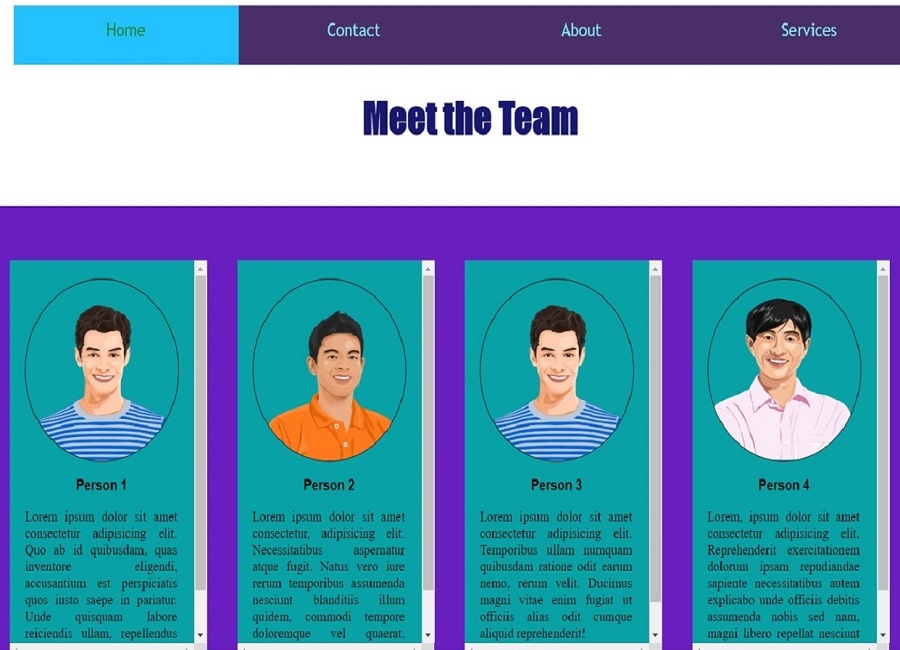 Home Contact About Services
Meet the Team
Person 1
Lorem ipsum dolor sit amet
consectetur adipisicing elit.
Quo ab id quibusdam, quas
inventore eligendi,
accusantium est perspiciatis
quos iusto saepe in pariatur.
Unde quisquam labore
reiciendis ullam, repellendus
Person 2
Lorem ipsum dolor sit amet
consectetur, adipisicing elit.
Necessitatibus aspernatur
atque fugit. Natus vero iure
rerum temporibus assumenda
nesciunt blanditiis illum
quidem, commodi tempore
doloremque vel quaerat,
Person 3
Lorem ipsum dolor sit amet
consectetur adipisicing elit.
Temporibus ullam numquam
quibusdam ratione odit earum
nemo, rerum velit. Ducimus
magni vitae enim fugiat ut
officiis alias odit cumque
aliquid reprehenderit!
Person 4
Lorem, ipsum dolor sit amet
consectetur adipisicing elit.
Reprehenderit exercitationem
dolorum ipsam repudiandae
sapiente necessitatibus autem
explicabo unde officiis debitis
assumenda nobis sed nam,
magni libero repellat nesciunt